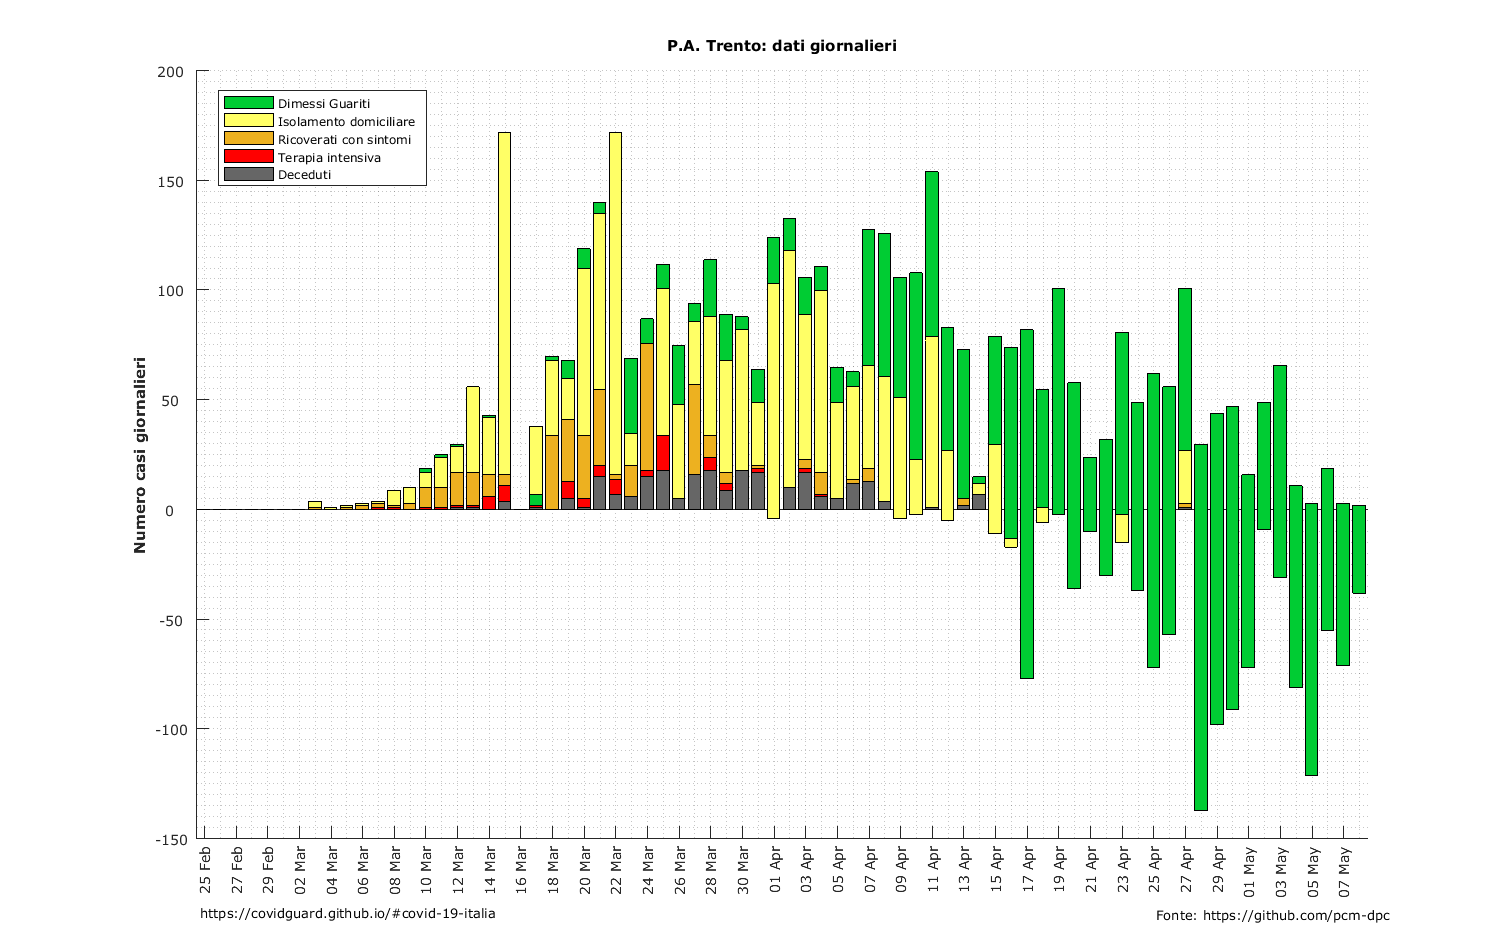 P.A. Trento: dati giornalieri
200
150
100
50
0
-50
-100
-150
Numero casi giornalieri
Dimessi Guariti
Isolamento domiciliare
Ricoverati con sintomi
Terapia intensiva
Deceduti
25 Feb
27 Feb
29 Feb
02 Mar
04 Mar
06 Mar
08 Mar
10 Mar
12 Mar
14 Mar
16 Mar
18 Mar
20 Mar
22 Mar
24 Mar
26 Mar
28 Mar
30 Mar
01 Apr
03 Apr
05 Apr
07 Apr
09 Apr
11 Apr
13 Apr
15 Apr
17 Apr
19 Apr
21 Apr
23 Apr
25 Apr
27 Apr
29 Apr
01 May
03 May
05 May
07 May
https://covidguard.github.io/#covid-19-italia
Fonte: https://github.com/pcm-dpc